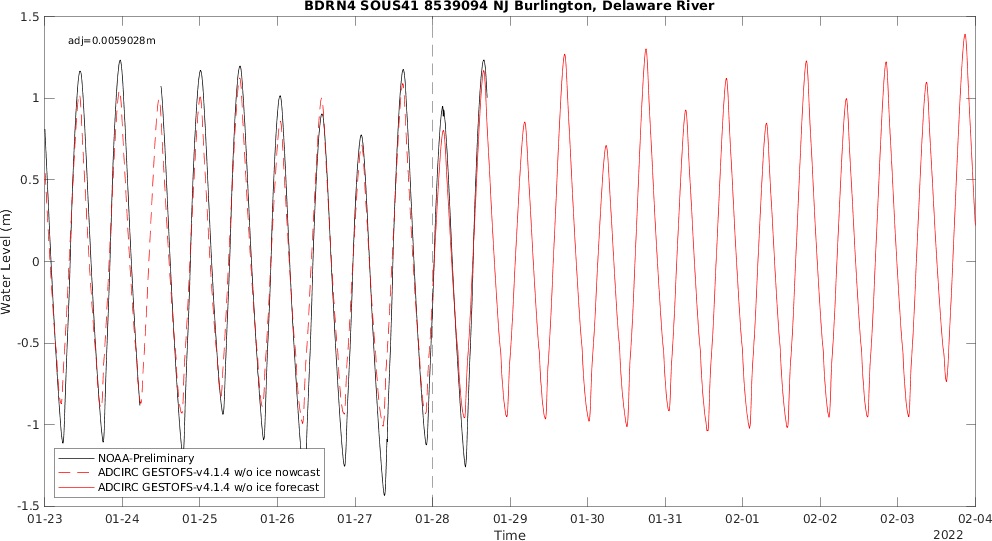 BDRN4 SOUS41 8539094 NJ Burlington, Delaware River
adj=0.0059028m
1.5
1
0.5
0
-0.5
-1
-1.5
Water Level (m)
NOAA-Preliminary
ADCIRC GESTOFS-v4.1.4 w/o ice nowcast
ADCIRC GESTOFS-v4.1.4 w/o ice forecast
01-23 01-24 01-25 01-26 01-27 01-28 01-29 01-30 01-31 02-01 02-02 02-03 02-04
Time
2022